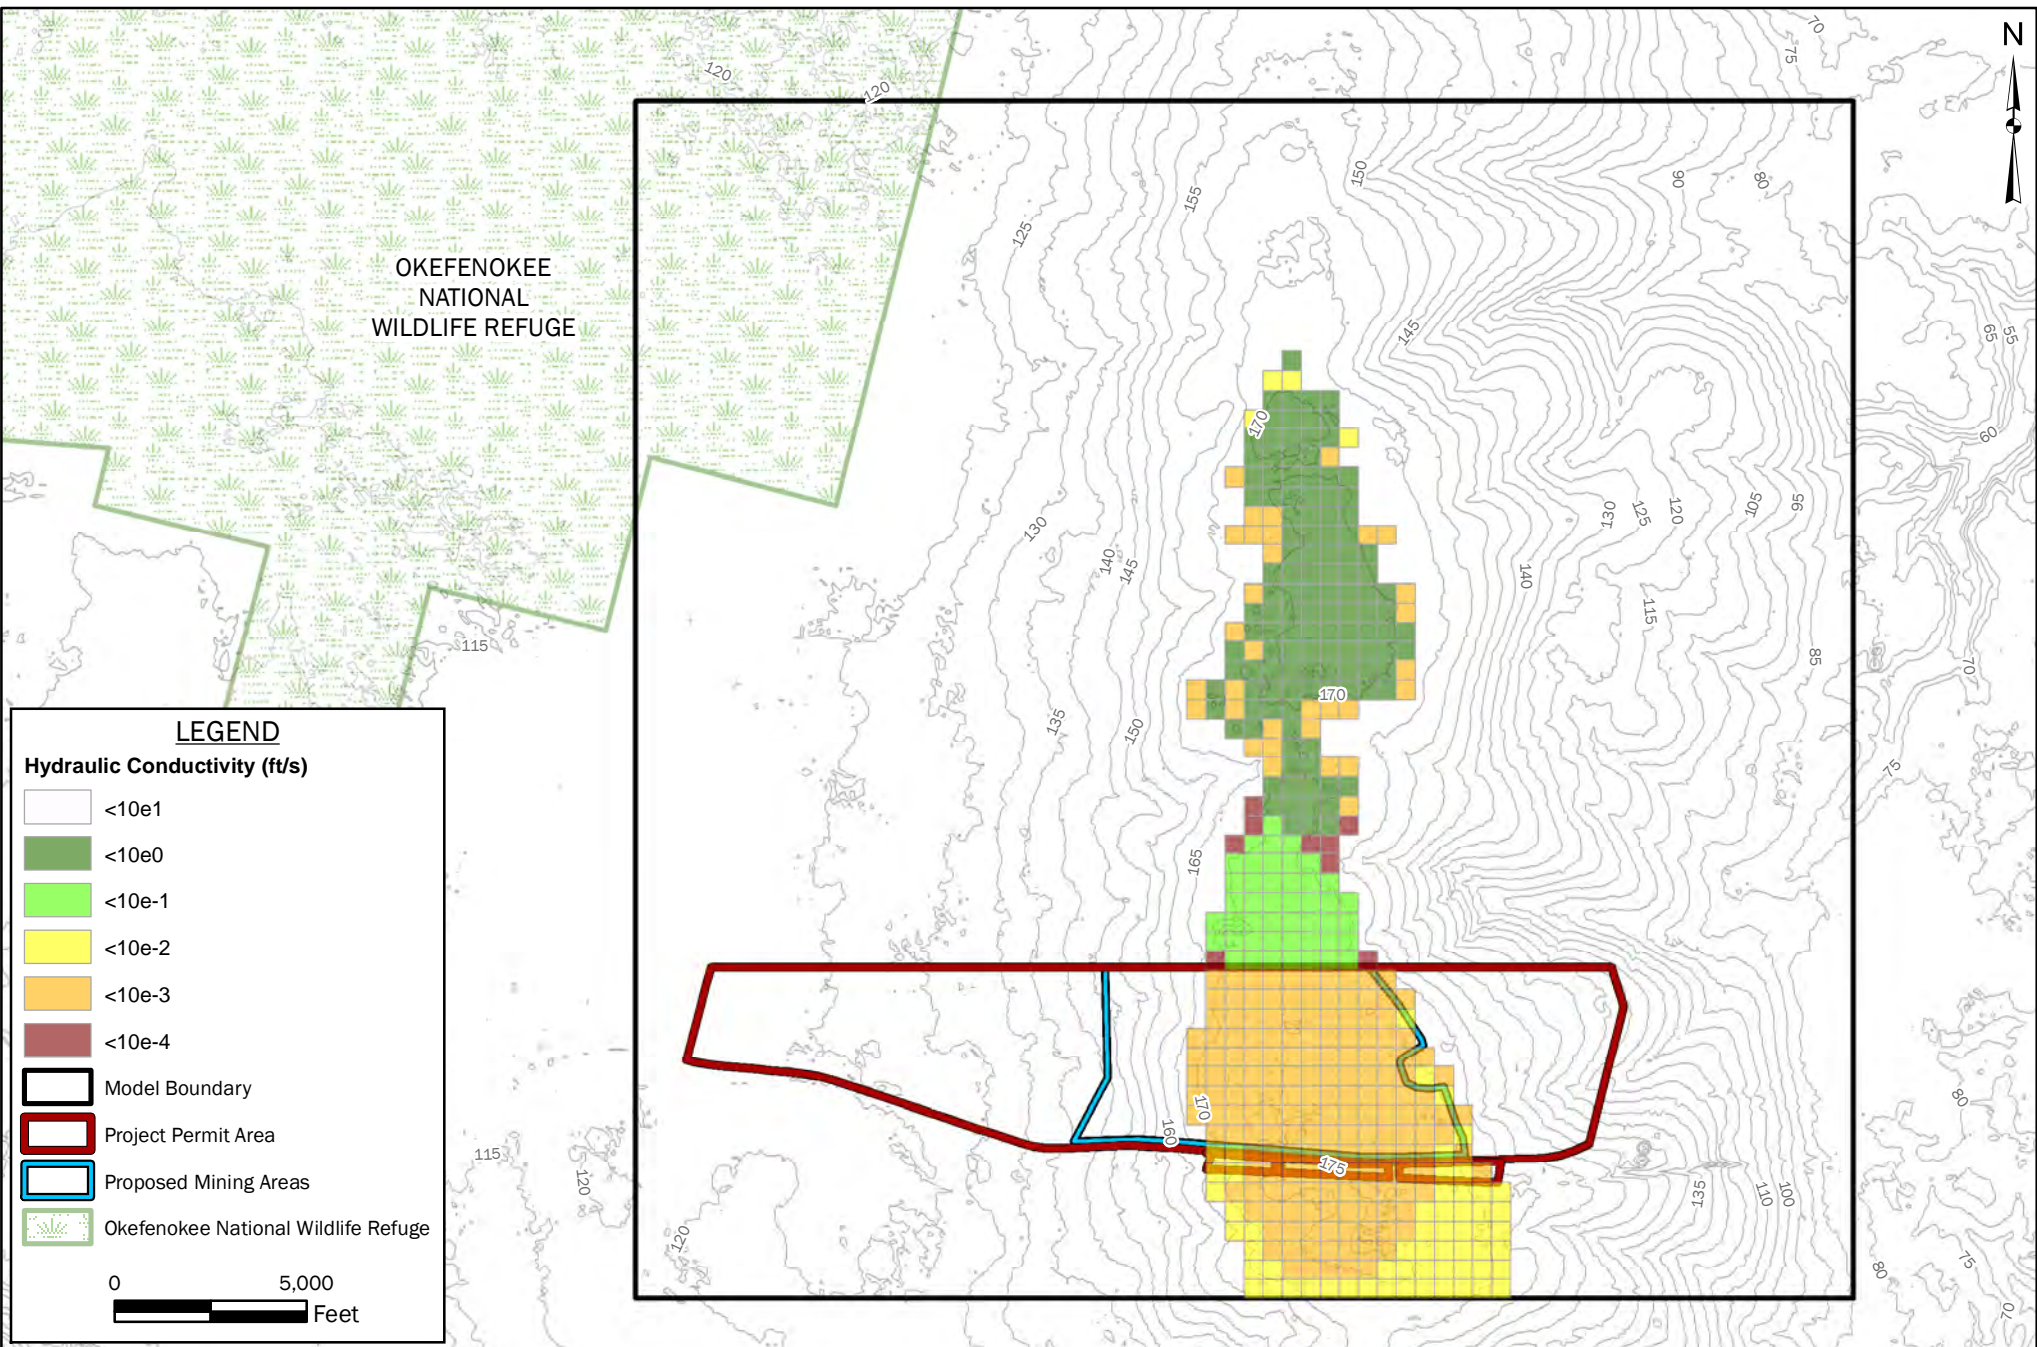 N
OKEFENOKEE
NATIONAL
WILDLIFE REFUGE
120
120
70
75
155
150
90
80
125
145
65
55
60
170
130
140
145
130
125
120
105
95
140
115
115
85
70
170
135
150
75
165
170
160
175
115
120
120
135
110
100
80
80
75
70
LEGEND
Hydraulic Conductivity (ft/s)
<10e1
<10e0
<10e-1
<10e-2
<10e-3
<10e-4
Model Boundary
Project Permit Area
Proposed Mining Areas
Okefenokee National Wildlife Refuge
0 5,000
Feet